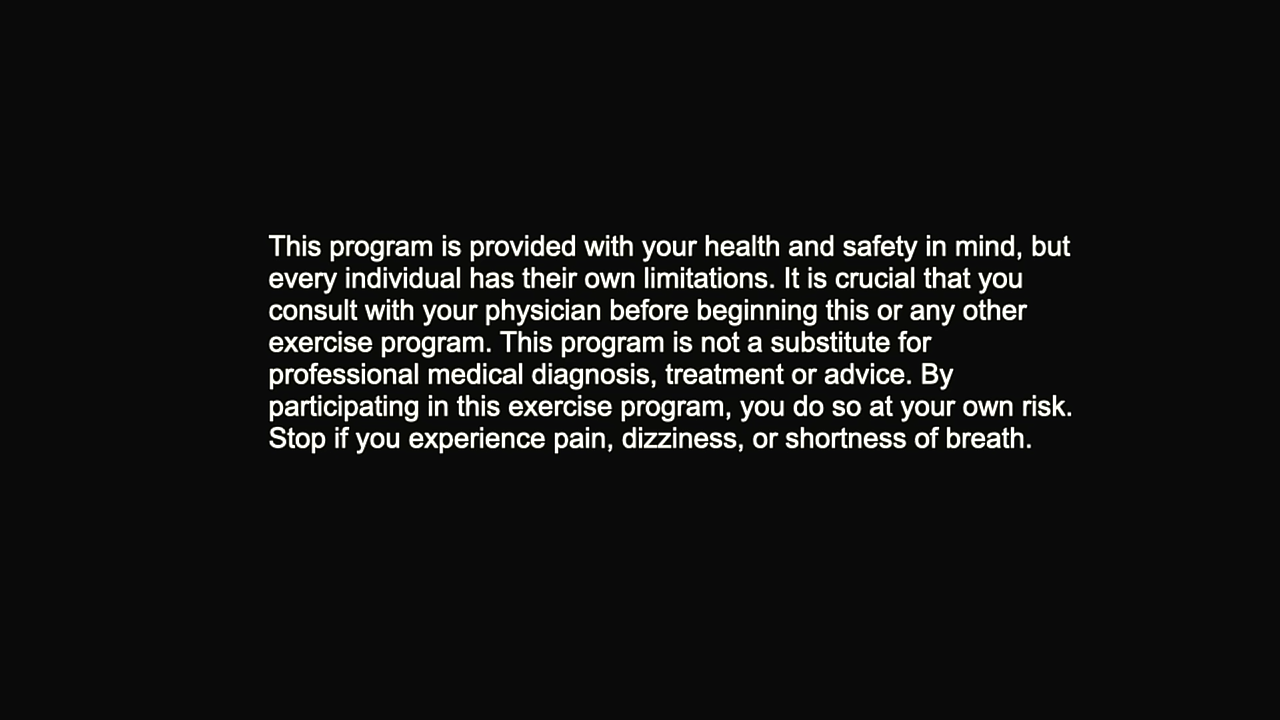 This program is provided with your health and safety in mind, but
every individual has their own limitations. It is crucial that you
consult with your physician before beginning this or any other
exercise program. This program is not a substitute for
professional medical diagnosis, treatment or advice. By
participating in this exercise program, you do so at your own risk.
Stop if you experience pain, dizziness, or shortness of breath.